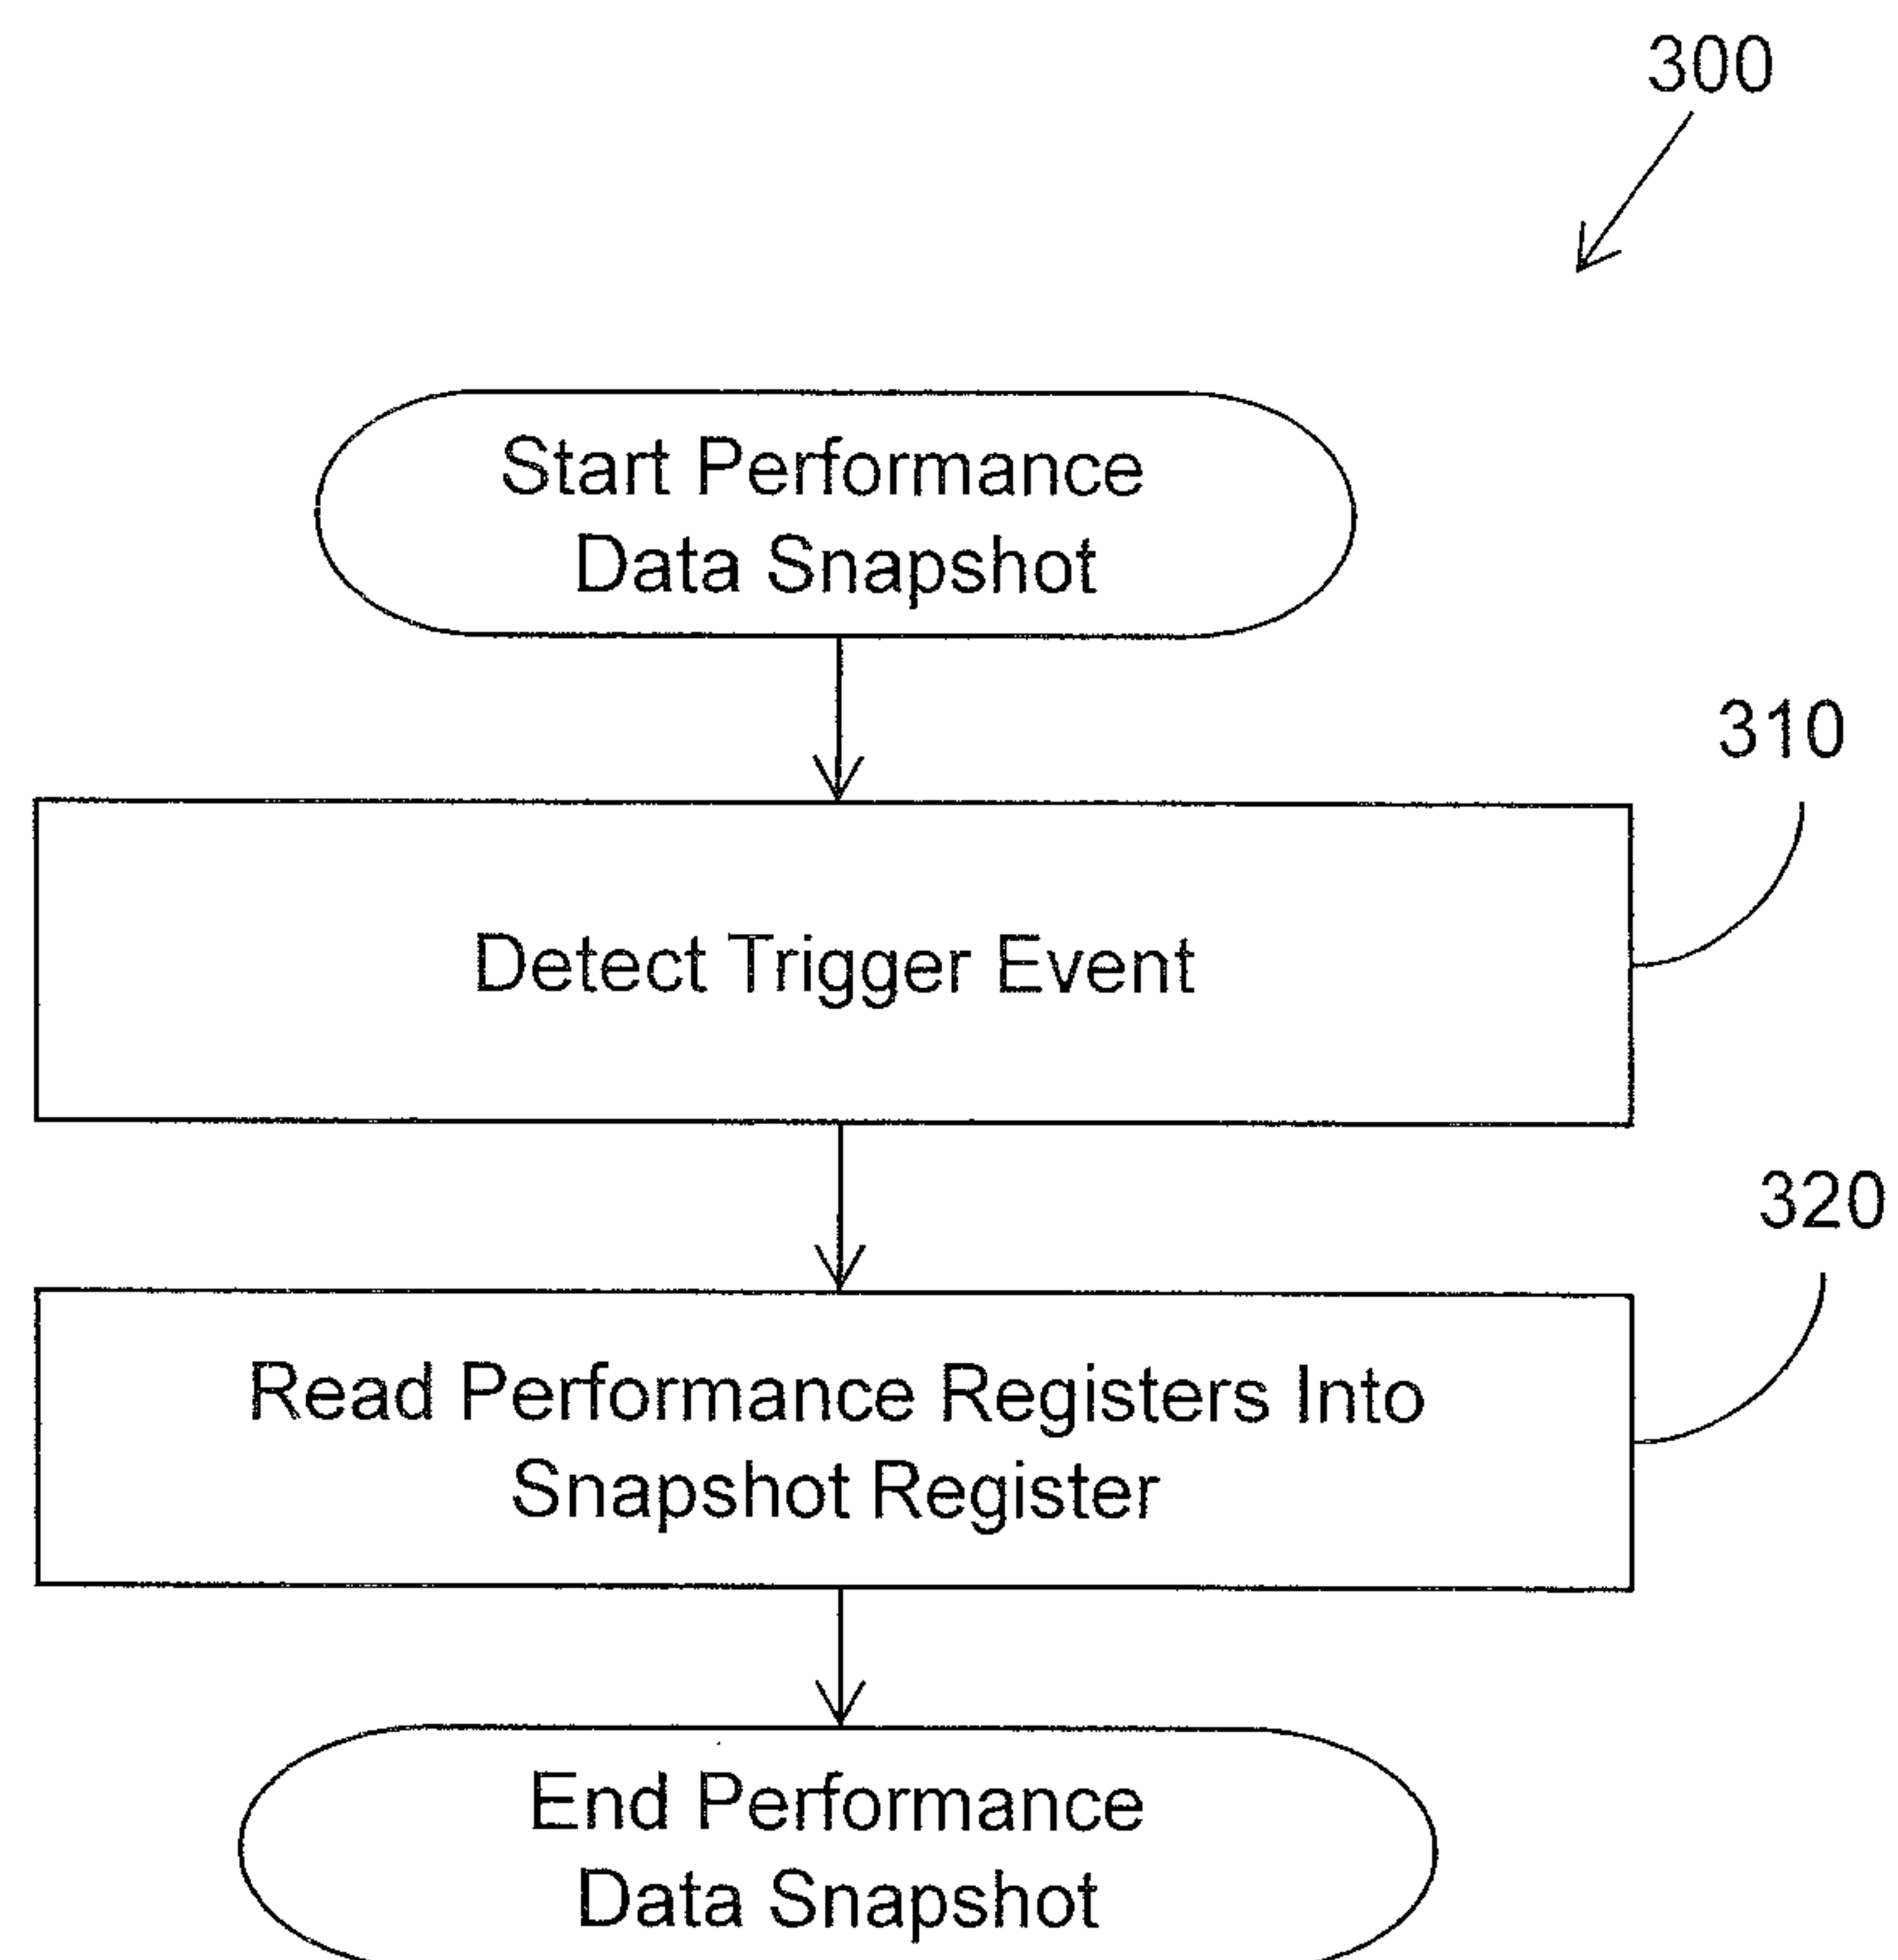 300
Start Performance
Data Snapshot
310
Detect Trigger Event
320
Read Performance Registers Into
Snapshot Register
End Performance
Data Snapshot